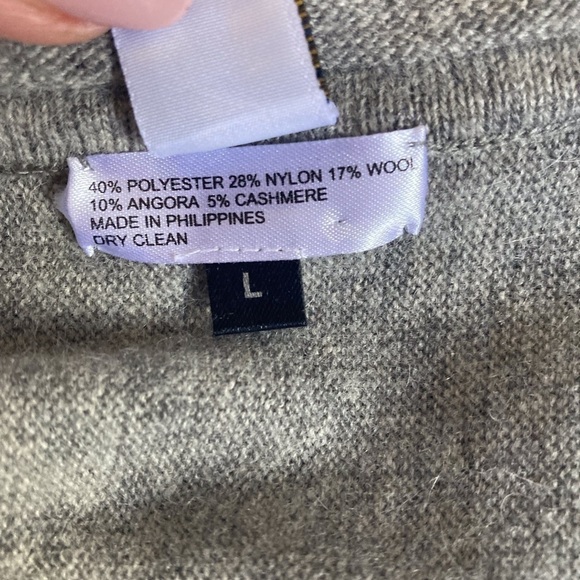 40% POLYESTER 28% NYLON 17% WOOL
10% ANGORA 5% CASHMERE
MADE IN PHILIPPINES
DRY CLEAN
L